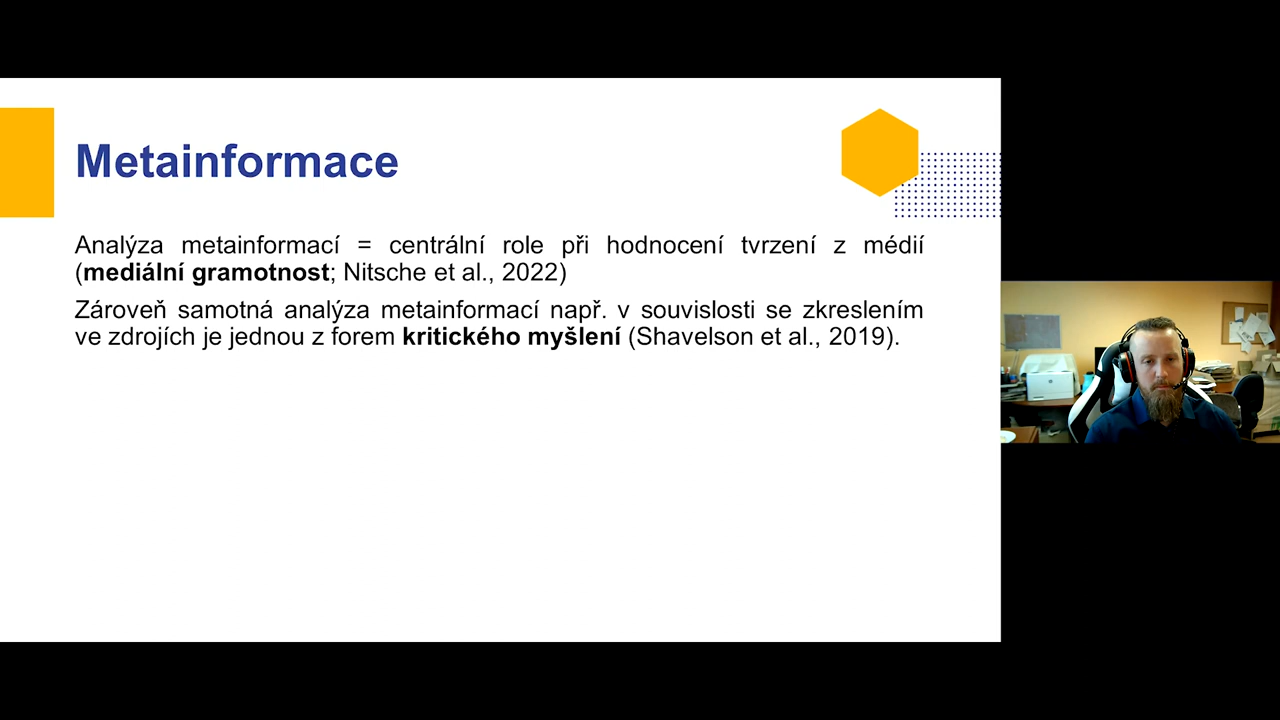 Metainformace
Analýza metainformací = centrální role při hodnocení tvrzení z médií
(mediální gramotnost; Nitsche et al., 2022)
Zároveň samotná analýza metainformací např. v souvislosti se zkreslením
ve zdrojích je jednou z forem kritického myšlení (Shavelson et al., 2019).